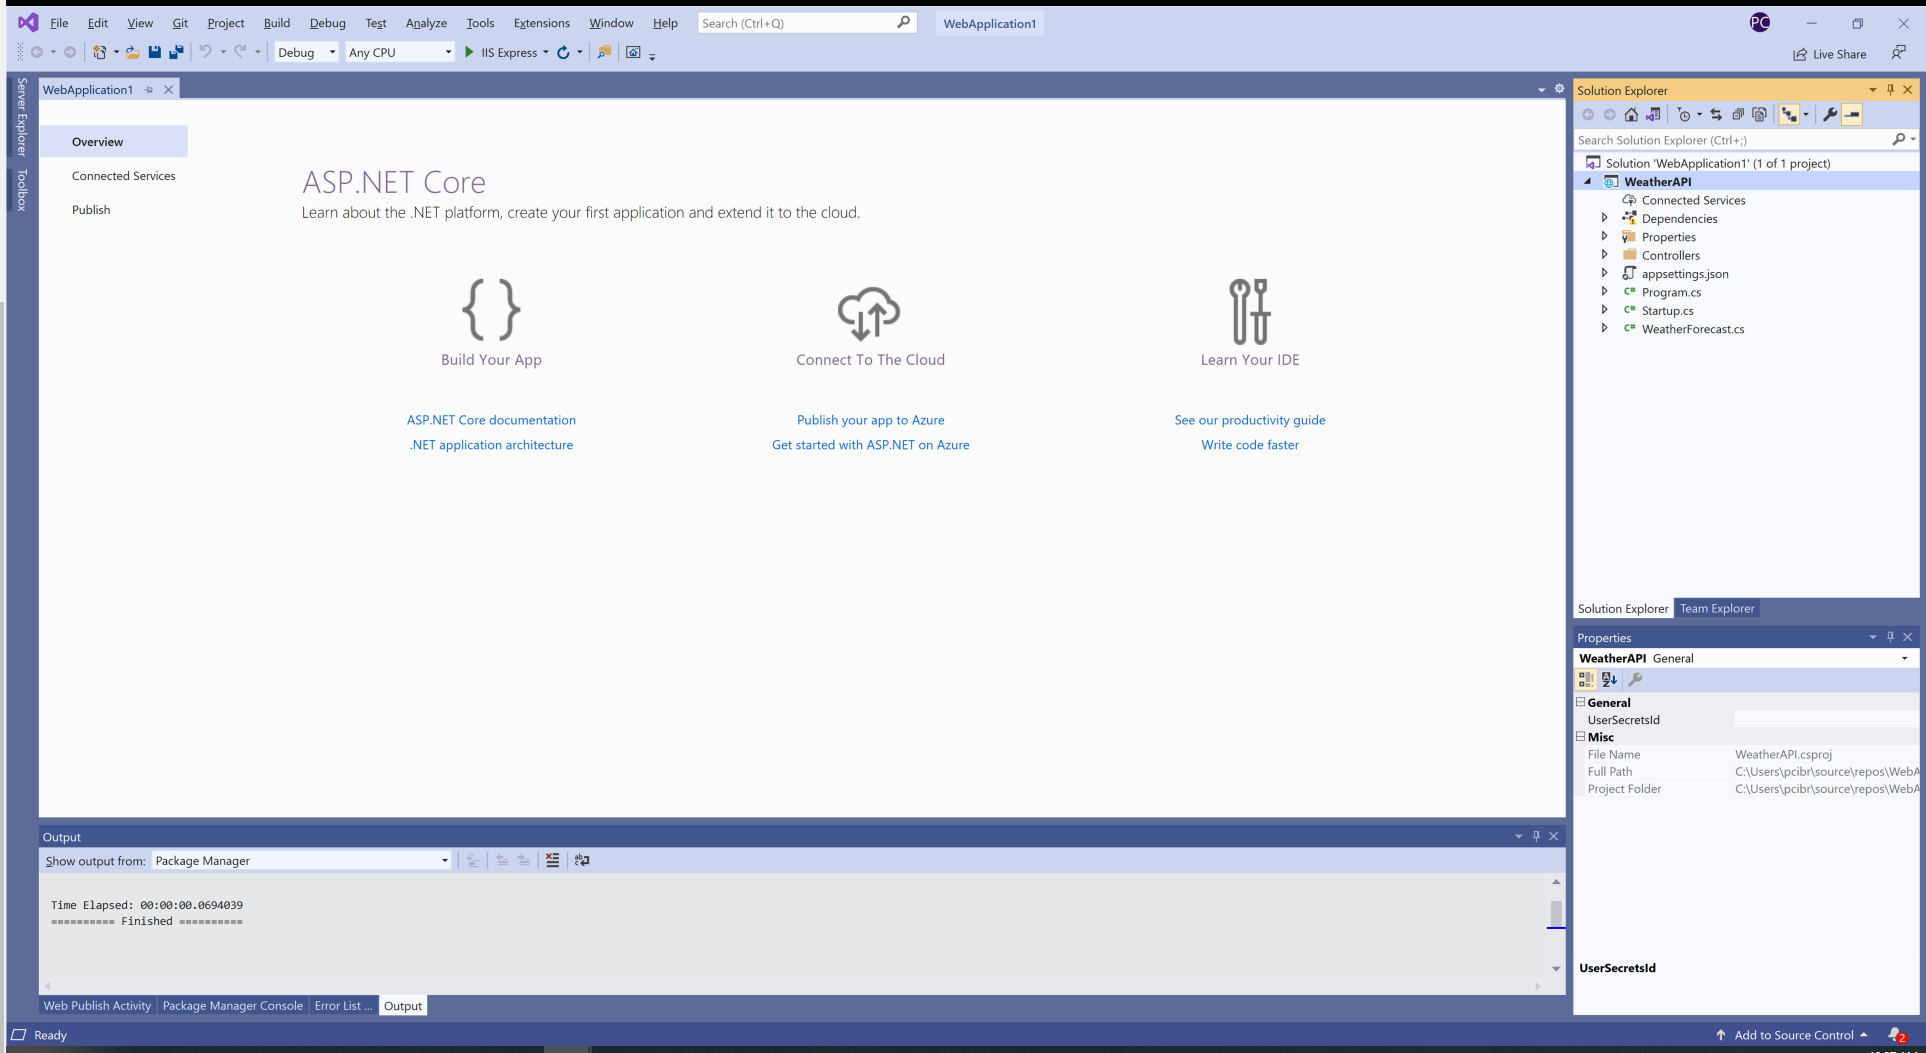 File Edit View Git Project Build Debug Test Analyze Tools Extensions Window Help Search (Ctrl+Q) WebApplication1 PC
Debug Any CPU IIS Express Live Share
Server Explorer
Toolbox
WebApplication1
Overview
Connected Services
Publish
ASP.NET Core
Learn about the .NET platform, create your first application and extend it to the cloud.
Build Your App
ASP.NET Core documentation
.NET application architecture
Connect To The Cloud
Publish your app to Azure
Get started with ASP.NET on Azure
Learn Your IDE
See our productivity guide
Write code faster
Solution Explorer
Search Solution Explorer (Ctrl+;)
Solution 'WebApplication1' (1 of 1 project)
WeatherAPI
Connected Services
Dependencies
Properties
Controllers
appsettings.json
C# Program.cs
C# Startup.cs
C# WeatherForecast.cs
Solution Explorer Team Explorer
Properties
WeatherAPI General
General
UserSecretsId
Misc
File Name WeatherAPI.csproj
Full Path C:\Users\pcibr\source\repos\WebA
Project Folder C:\Users\pcibr\source\repos\WebA
UserSecretsId
Output
Show output from: Package Manager
Time Elapsed: 00:00:00.0694039
========== Finished ==========
Web Publish Activity Package Manager Console Error List ... Output
Ready Add to Source Control 2